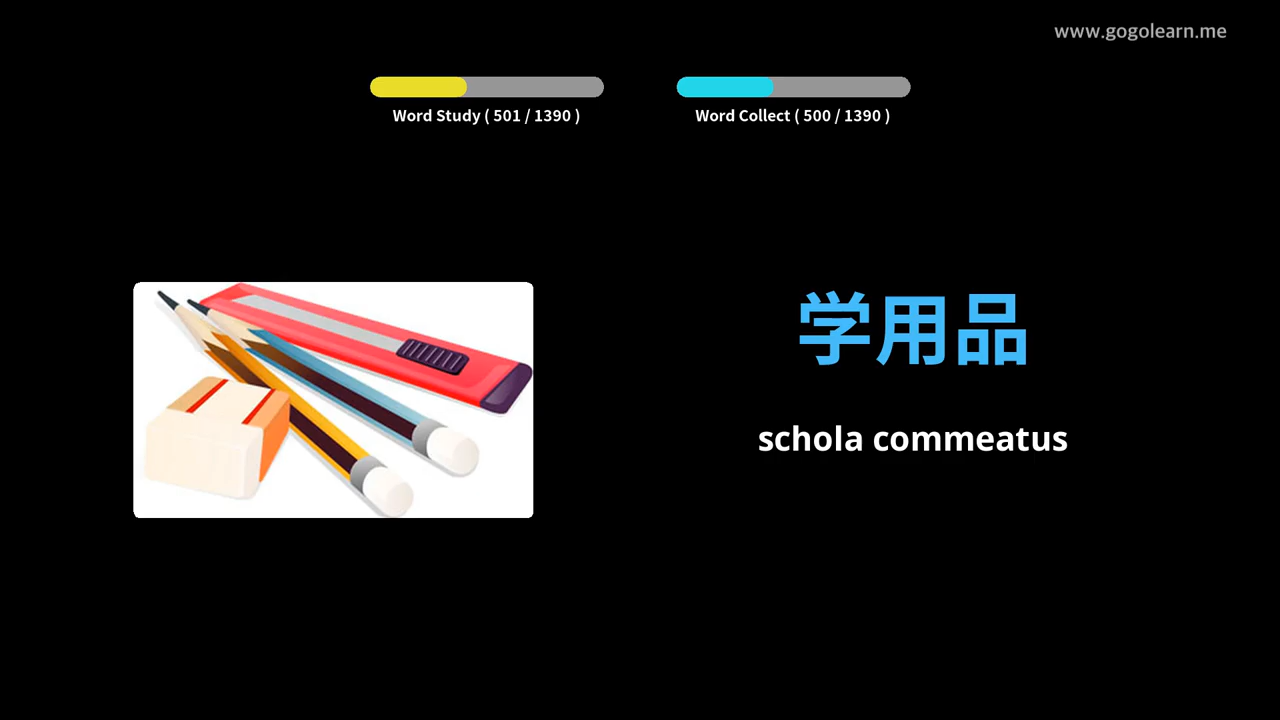 www.gogolearn.me
Word Study ( 501 / 1390 )
Word Collect ( 500 / 1390 )
学用品
schola commeatus